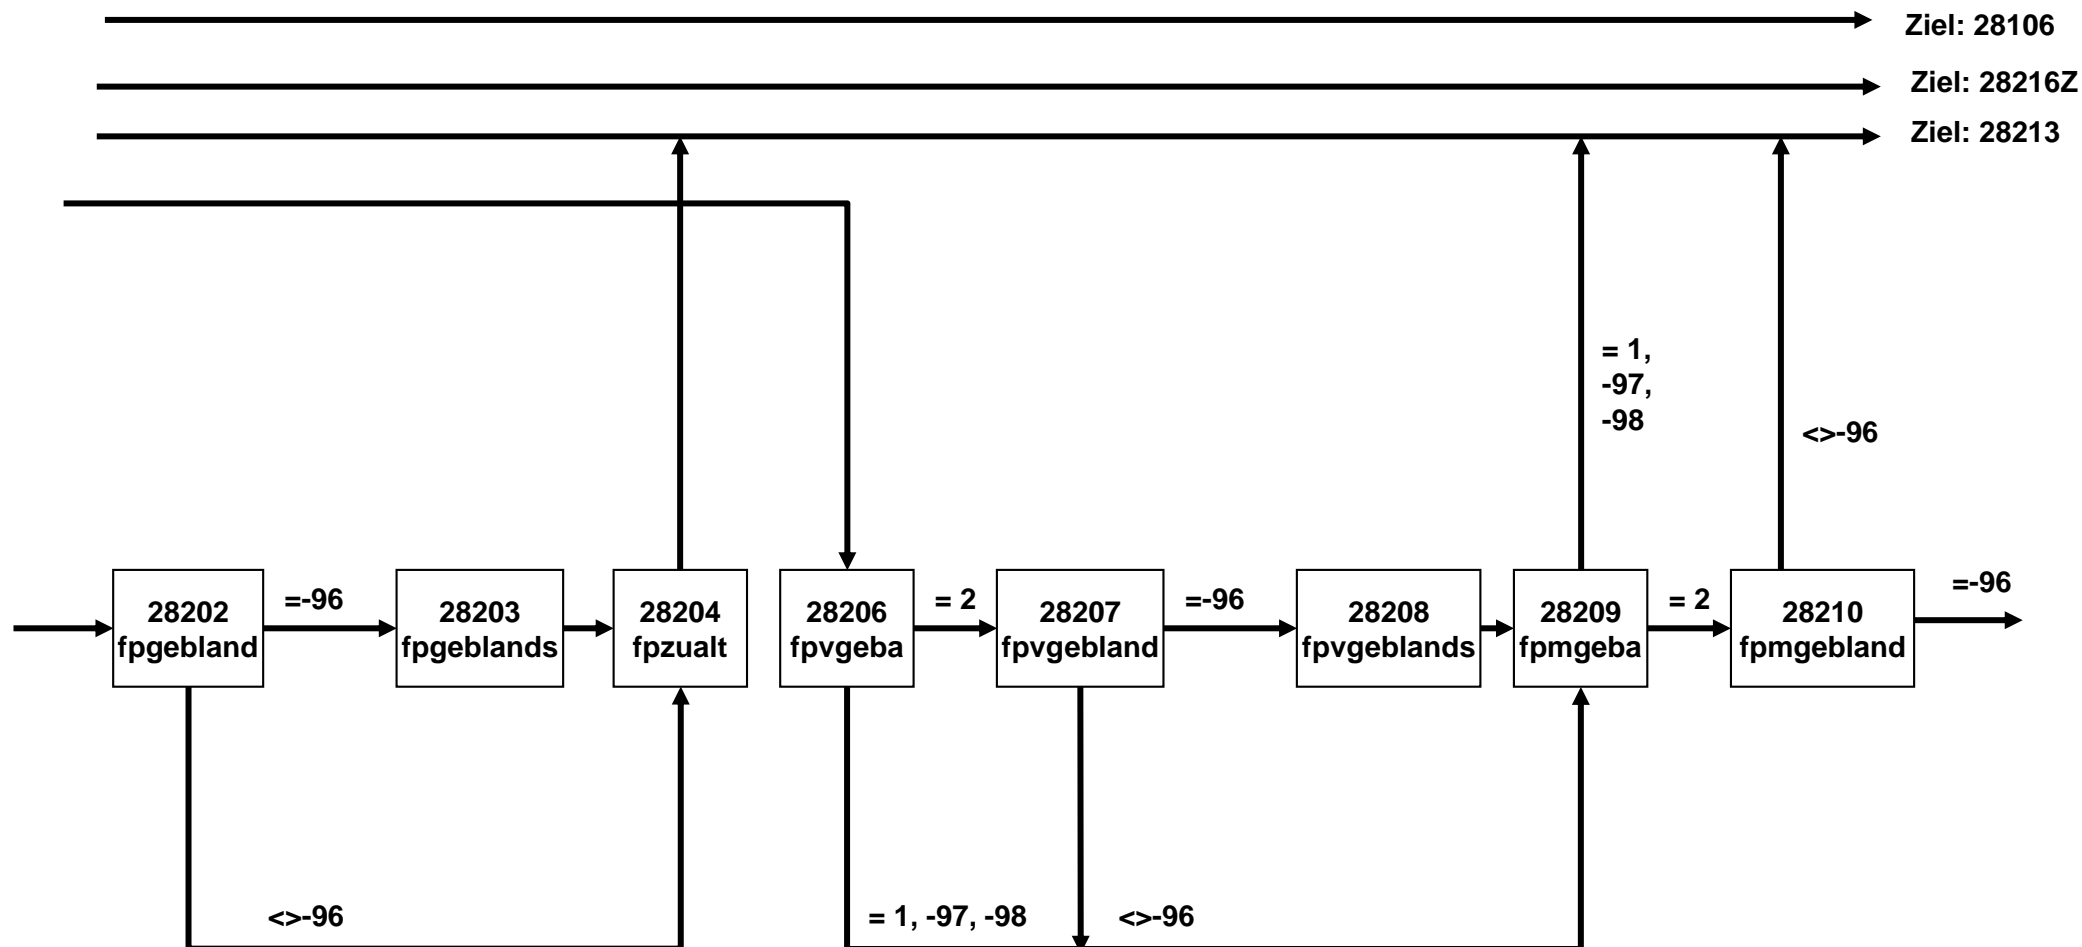 Ziel: 28106
Ziel: 28216Z
Ziel: 28213
= 1,
-97,
-98
<>-96
28202
fpgebland
=-96
28203
fpgeblands
28204
fpzualt
28206
fpvgeba
= 2
28207
fpvgebland
=-96
28208
fpvgeblands
28209
fpmgeba
= 2
28210
fpmgebland
=-96
<>-96
= 1, -97, -98
<>-96